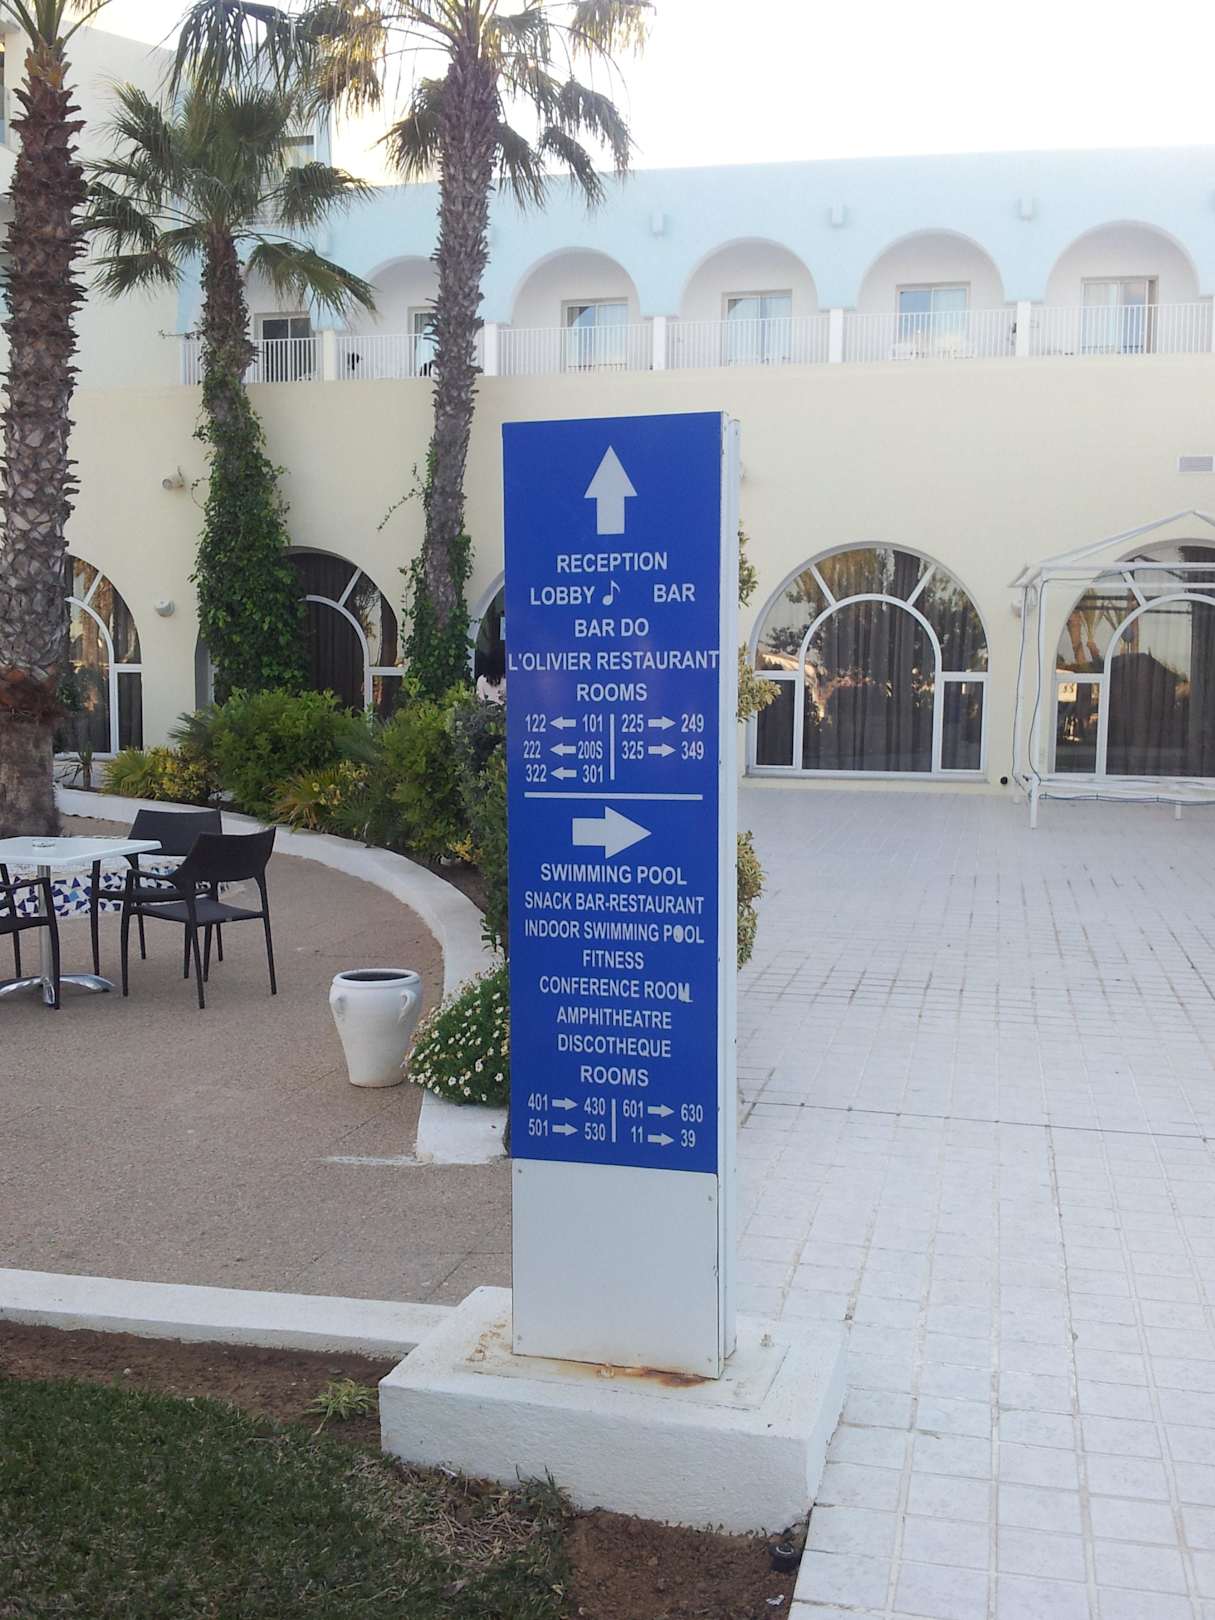 RECEPTION
LOBBY ♪ BAR
BAR DO
L'OLIVIER RESTAURANT
ROOMS
122 ← 101 | 225 → 249
222 ← 200S | 325 → 349
322 ← 301
SWIMMING POOL
SNACK BAR-RESTAURANT
INDOOR SWIMMING POOL
FITNESS
CONFERENCE ROOM
AMPHITHEATRE
DISCOTHEQUE
ROOMS
401 → 430 | 601 → 630
501 → 530 | 11 → 39